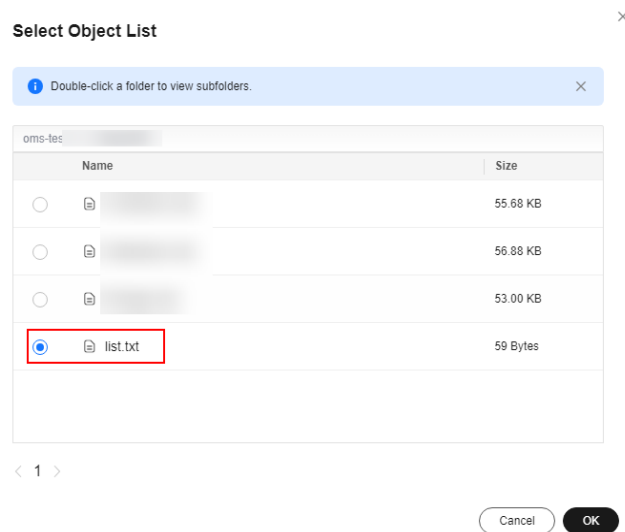 Select Object List
Double-click a folder to view subfolders.
oms-tes
Name Size
55.68 KB
56.88 KB
53.00 KB
list.txt 59 Bytes
1
Cancel OK